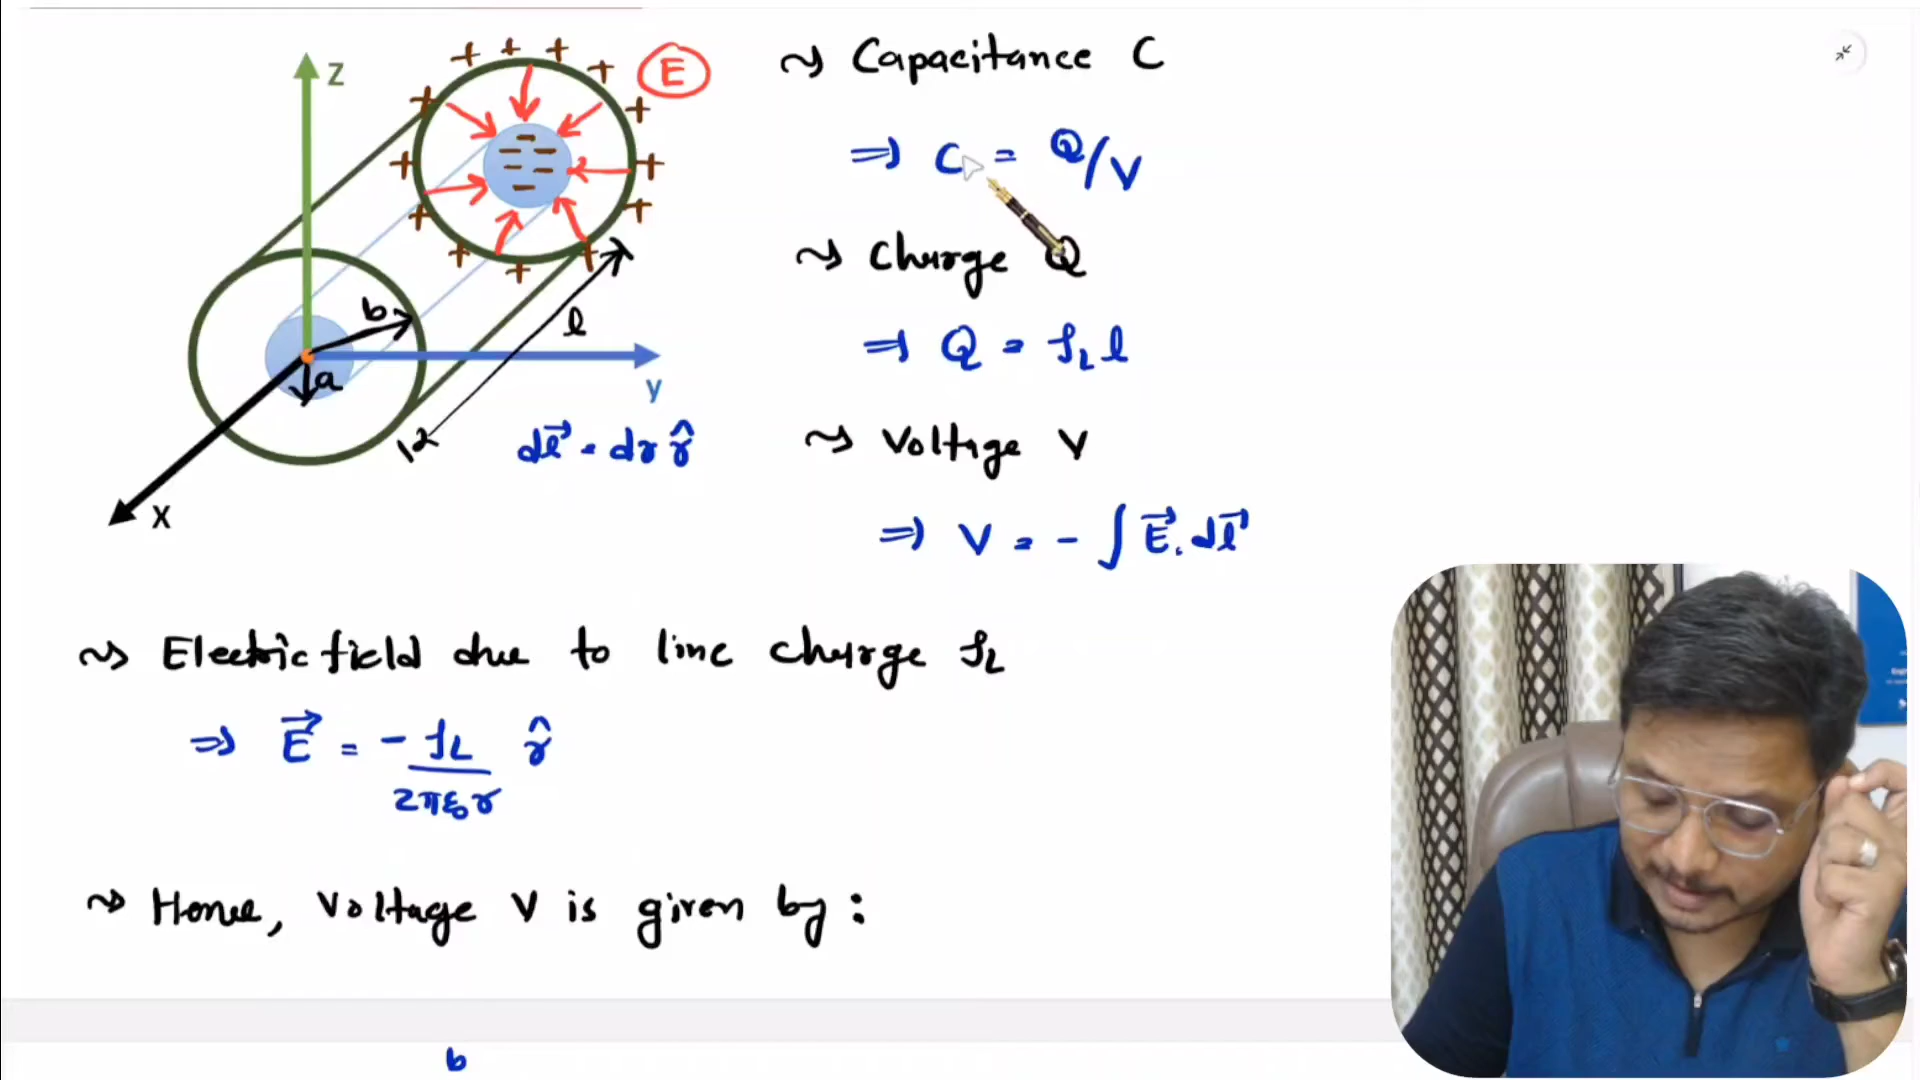 Z
E
b
a
l
y
x
dl⃗ = dr r̂
~> Capacitance C
=> C = Q/V
~> Charge Q
=> Q = ρL l
~> Voltage V
=> V = - ∫ E⃗ . dl⃗
~> Electric field due to line charge ρL
=> E⃗ = - ρL / 2πε0r r̂
~> Hence, Voltage V is given by :
b